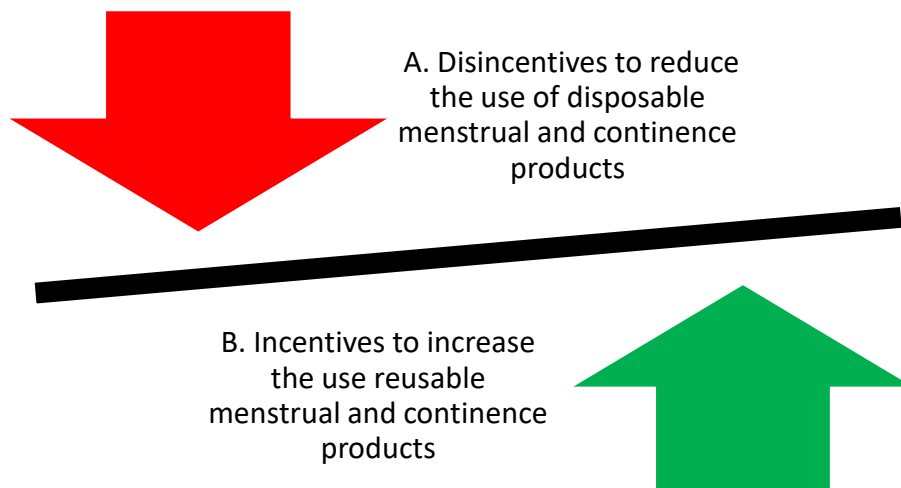 A. Disincentives to reduce
the use of disposable
menstrual and continence
products
B. Incentives to increase
the use reusable
menstrual and continence
products